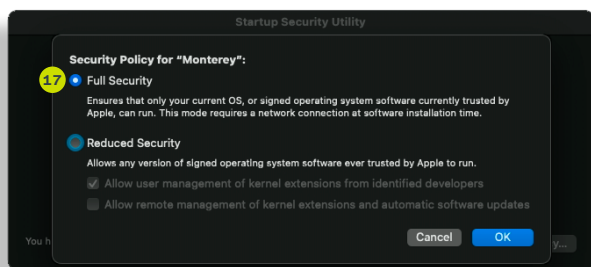 Startup Security Utility
Security Policy for “Monterey”:
17
Full Security
Ensures that only your current OS, or signed operating system software currently trusted by
Apple, can run. This mode requires a network connection at software installation time.
Reduced Security
Allows any version of signed operating system software ever trusted by Apple to run.
Allow user management of kernel extensions from identified developers
Allow remote management of kernel extensions and automatic software updates
You h
Cancel
OK
y...